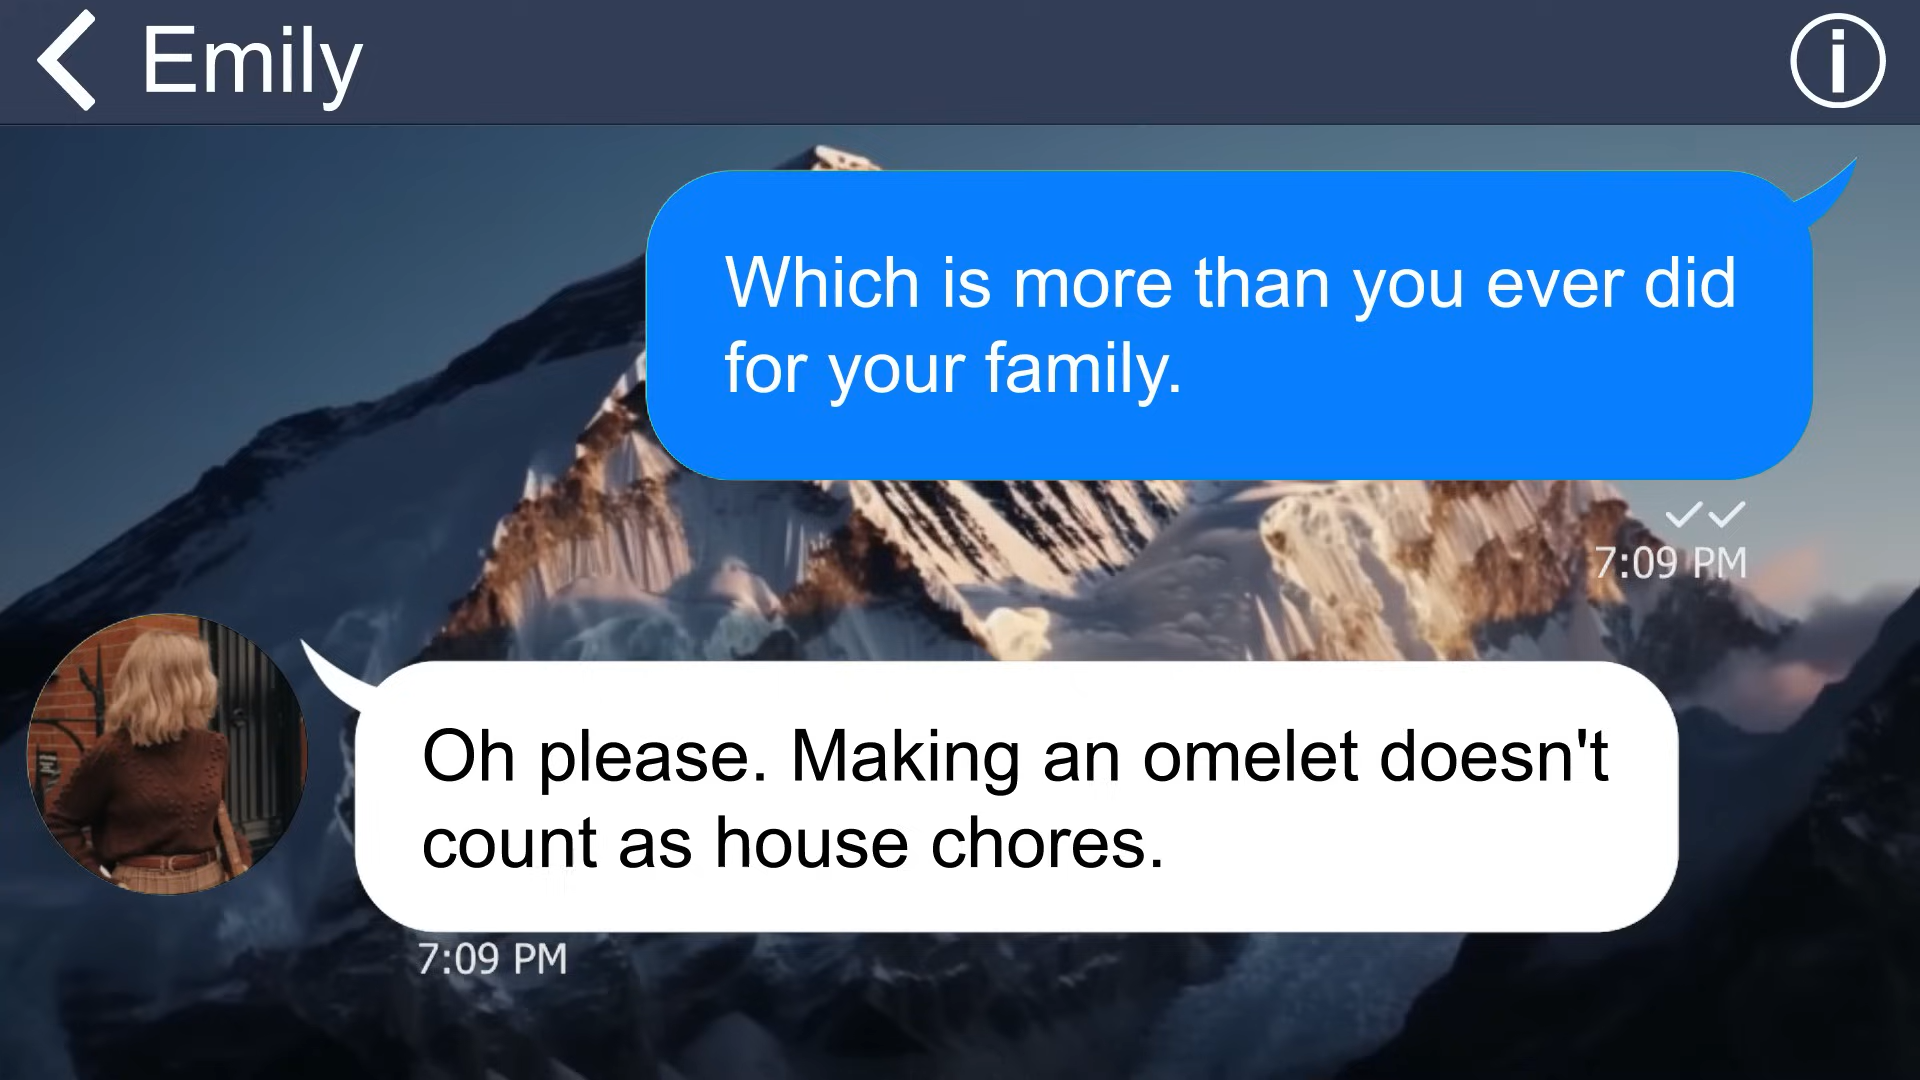 Emily
Which is more than you ever did
for your family.
7:09 PM
Oh please. Making an omelet doesn't
count as house chores.
7:09 PM